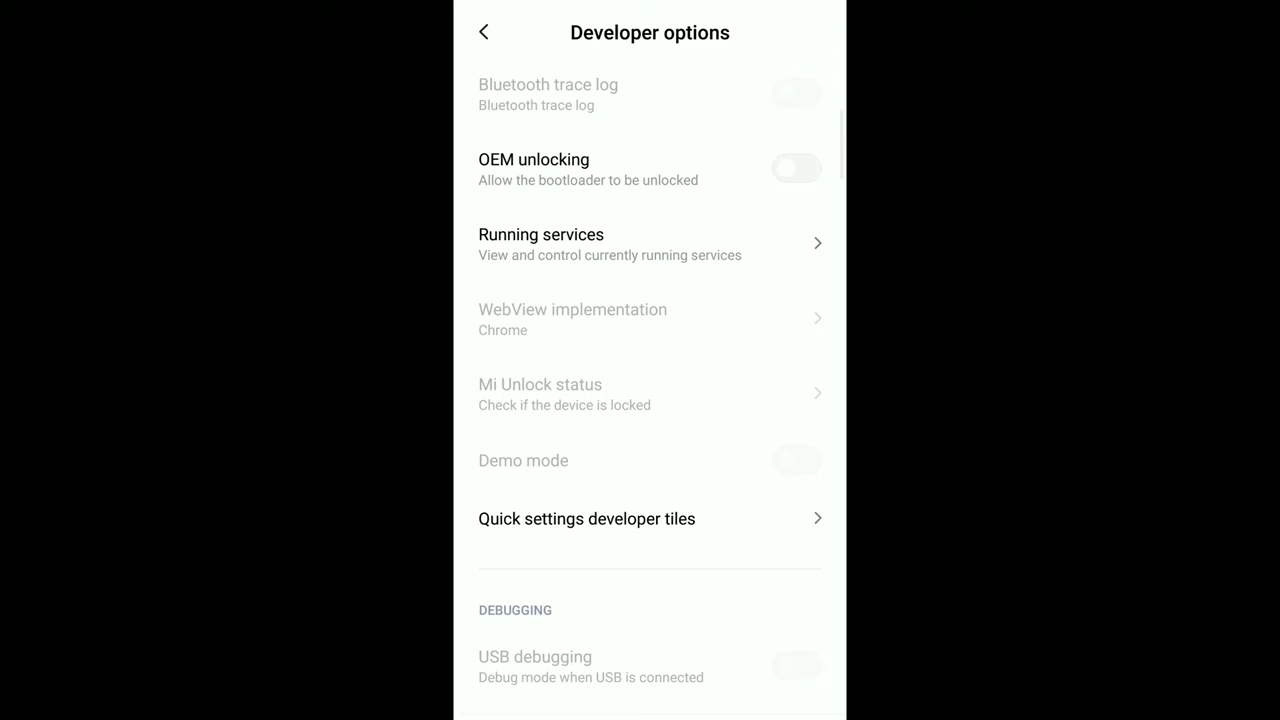 Developer options
Bluetooth trace log
Bluetooth trace log
OEM unlocking
Allow the bootloader to be unlocked
Running services
View and control currently running services
WebView implementation
Chrome
Mi Unlock status
Check if the device is locked
Demo mode
Quick settings developer tiles
DEBUGGING
USB debugging
Debug mode when USB is connected